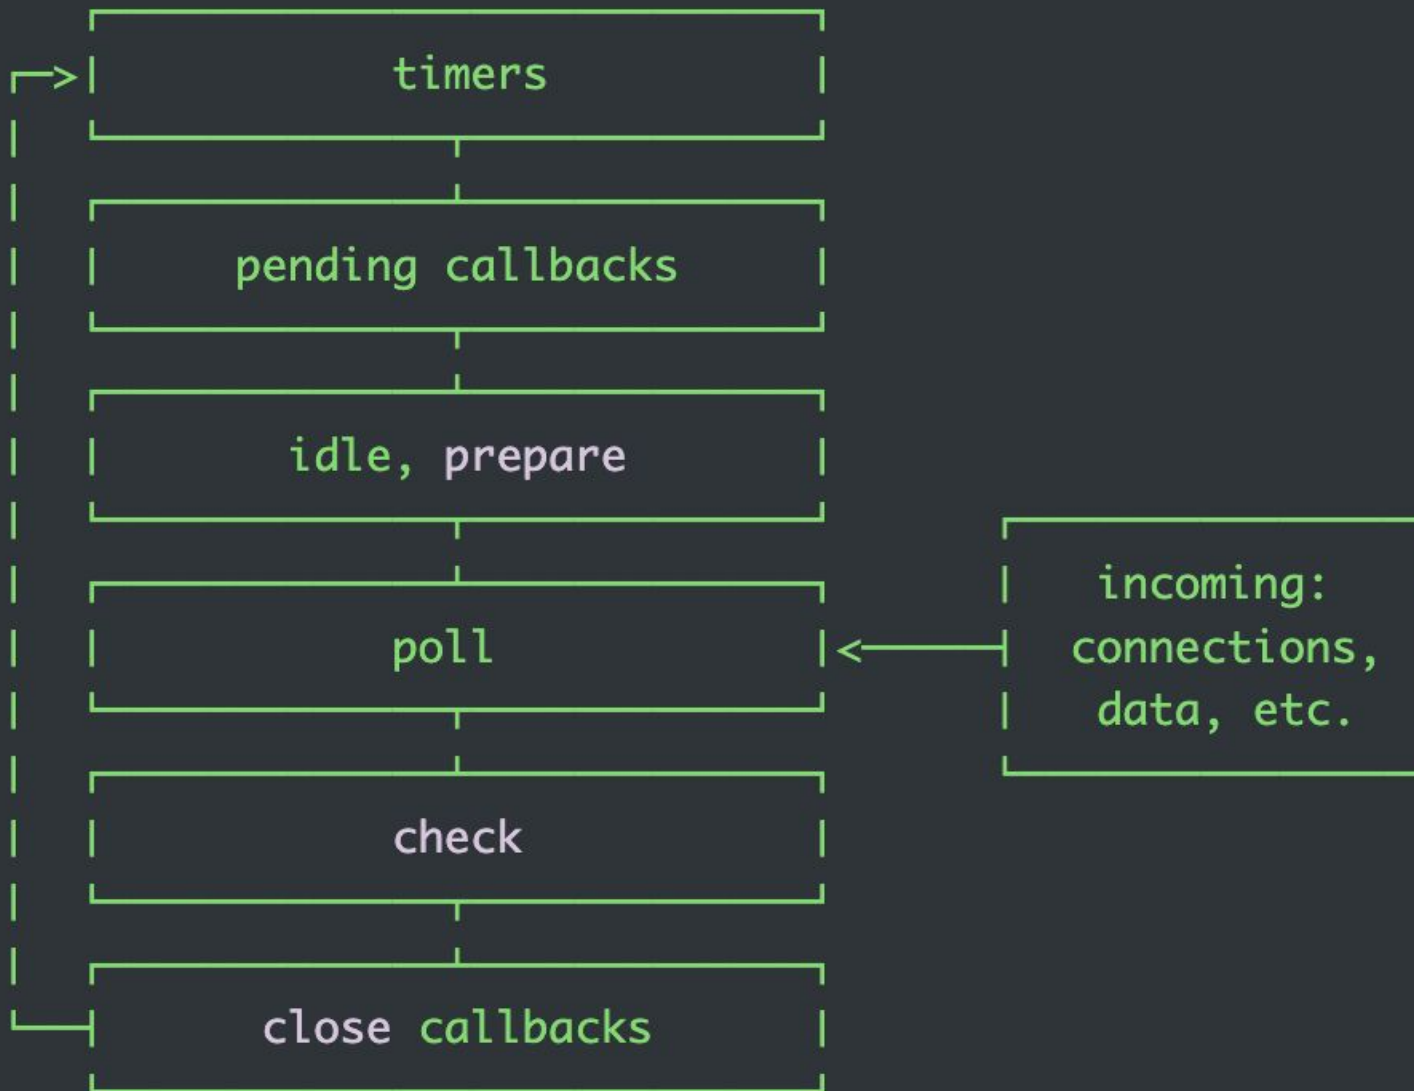 timers
pending callbacks
idle, prepare
poll
incoming:
connections,
data, etc.
check
close callbacks